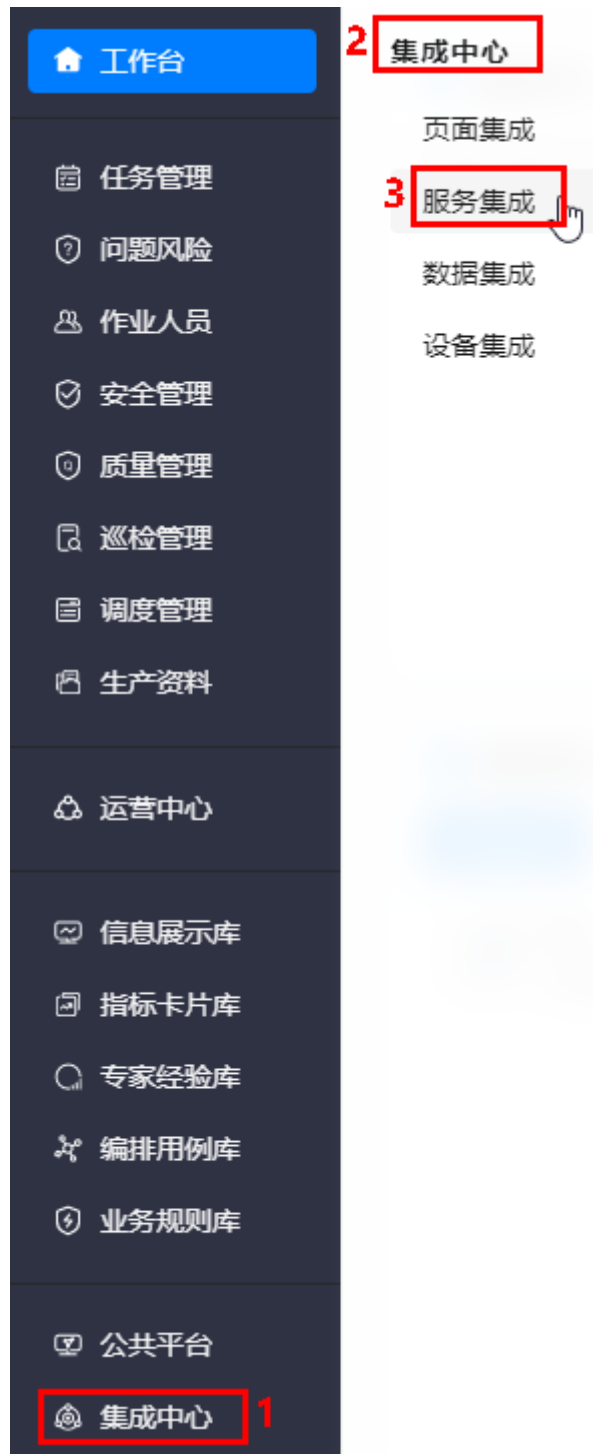 工作台
任务管理
问题风险
作业人员
安全管理
质量管理
巡检管理
调度管理
生产资料
运营中心
信息展示库
指标卡片库
专家经验库
编排用例库
业务规则库
公共平台
集成中心 1
2 集成中心
页面集成
3 服务集成
数据集成
设备集成